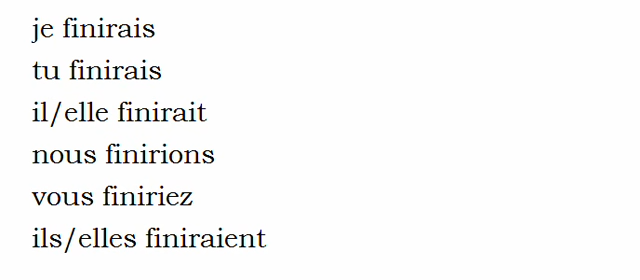 je finirais
tu finirais
il/elle finirait
nous finirions
vous finiriez
ils/elles finiraient